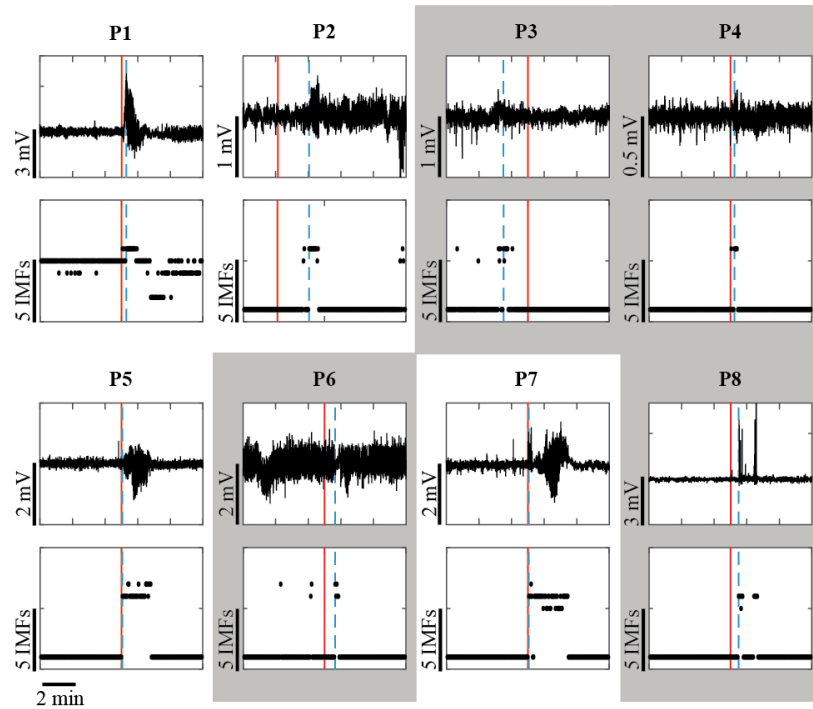 P1 P2 P3 P4
3 mV 1 mV 1 mV 0.5 mV
5 IMFs 5 IMFs 5 IMFs 5 IMFs
P5 P6 P7 P8
2 mV 2 mV 2 mV 3 mV
5 IMFs 5 IMFs 5 IMFs 5 IMFs
2 min